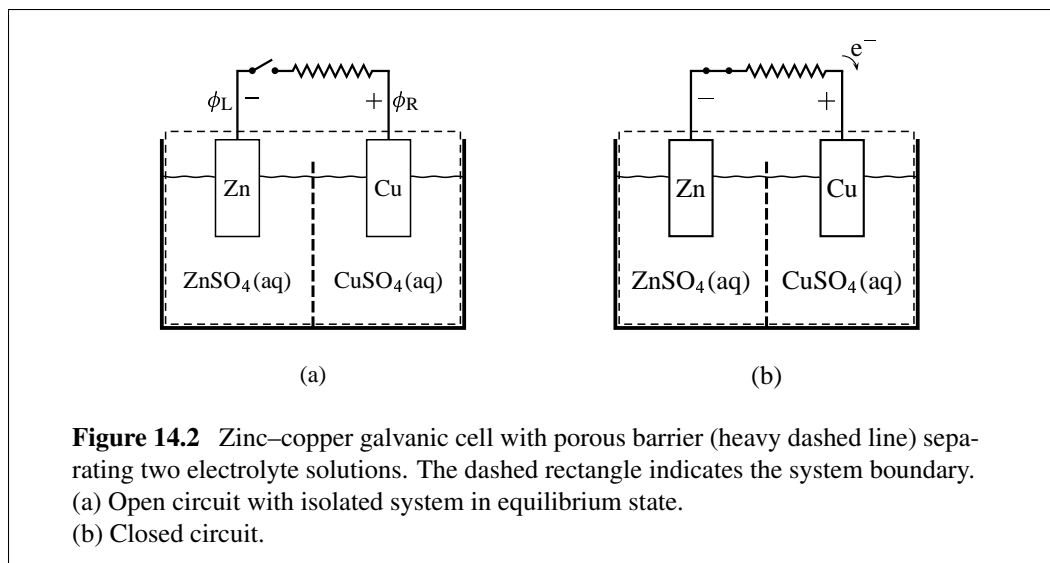 e⁻
ϕL − + ϕR − +
Zn Cu Zn Cu
ZnSO₄(aq) CuSO₄(aq) ZnSO₄(aq) CuSO₄(aq)
(a) (b)
Figure 14.2 Zinc–copper galvanic cell with porous barrier (heavy dashed line) sepa-
rating two electrolyte solutions. The dashed rectangle indicates the system boundary.
(a) Open circuit with isolated system in equilibrium state.
(b) Closed circuit.